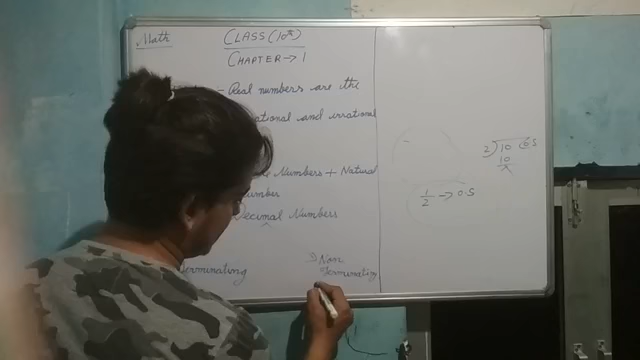 Math
CLASS (10th)
CHAPTER → 1
- Real numbers are the
ational and irrational
Numbers + Natural
umber
ecimal Numbers
erminating
Non
Terminating
2) 10 (0.5
10
x
1/2 → 0.5